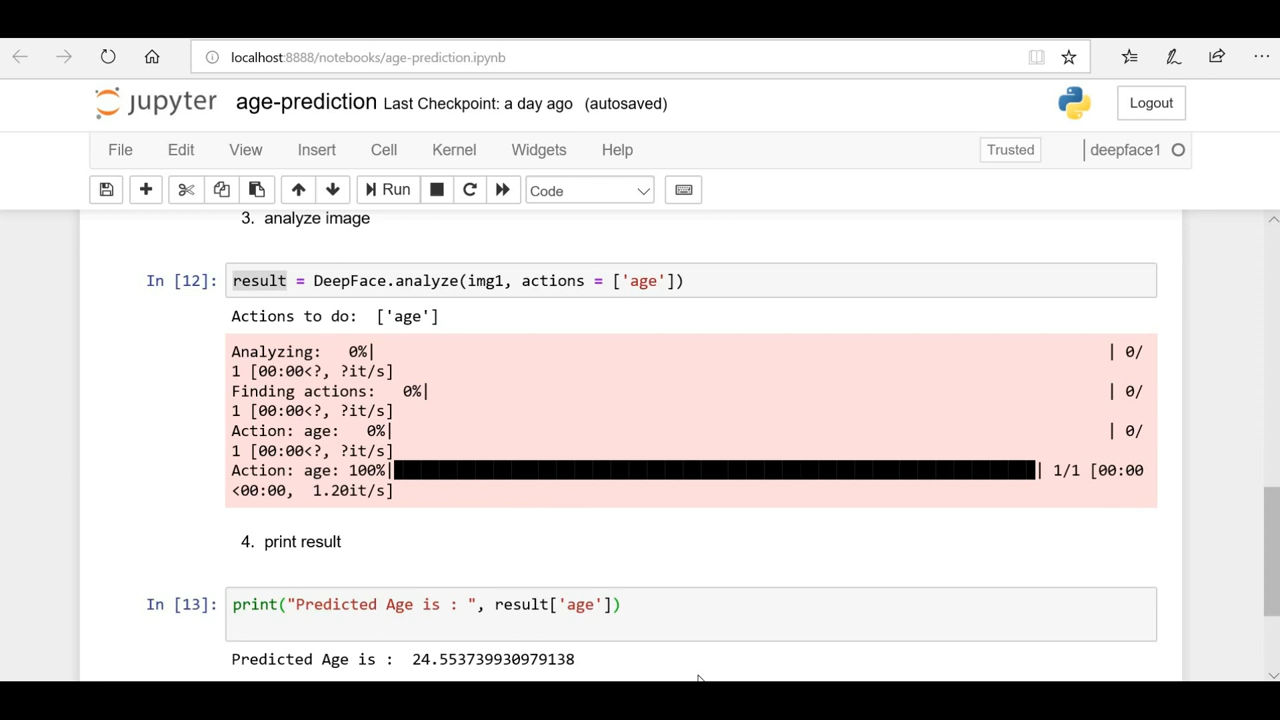 localhost:8888/notebooks/age-prediction.ipynb
jupyter age-prediction Last Checkpoint: a day ago (autosaved)
Logout
File Edit View Insert Cell Kernel Widgets Help Trusted deepface1
Run Code
3. analyze image
In [12]: result = DeepFace.analyze(img1, actions = ['age'])
Actions to do: ['age']
Analyzing: 0%| | 0/
1 [00:00<?, ?it/s]
Finding actions: 0%| | 0/
1 [00:00<?, ?it/s]
Action: age: 0%| | 0/
1 [00:00<?, ?it/s]
Action: age: 100%| | 1/1 [00:00
<00:00, 1.20it/s]
4. print result
In [13]: print("Predicted Age is : ", result['age'])
Predicted Age is : 24.553739930979138